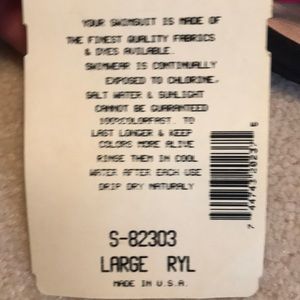 YOUR SWIMSUIT IS MADE OF
THE FINEST QUALITY FABRICS
& DYES AVILABLE.
SWIMWEAR IS CONTINUALLY
EXPOSED TO CHLORINE,
SALT WATER & SUNLIGHT
CANNOT BE GUARANTEED
100%COLORFAST. TO
LAST LONGER & KEEP
COLORS MORE ALIVE
RINSE THEM IN COOL
WATER AFTER EACH USE
DRIP DRY NATURALY
S-82303
LARGE RYL
MADE IN U.S.A.